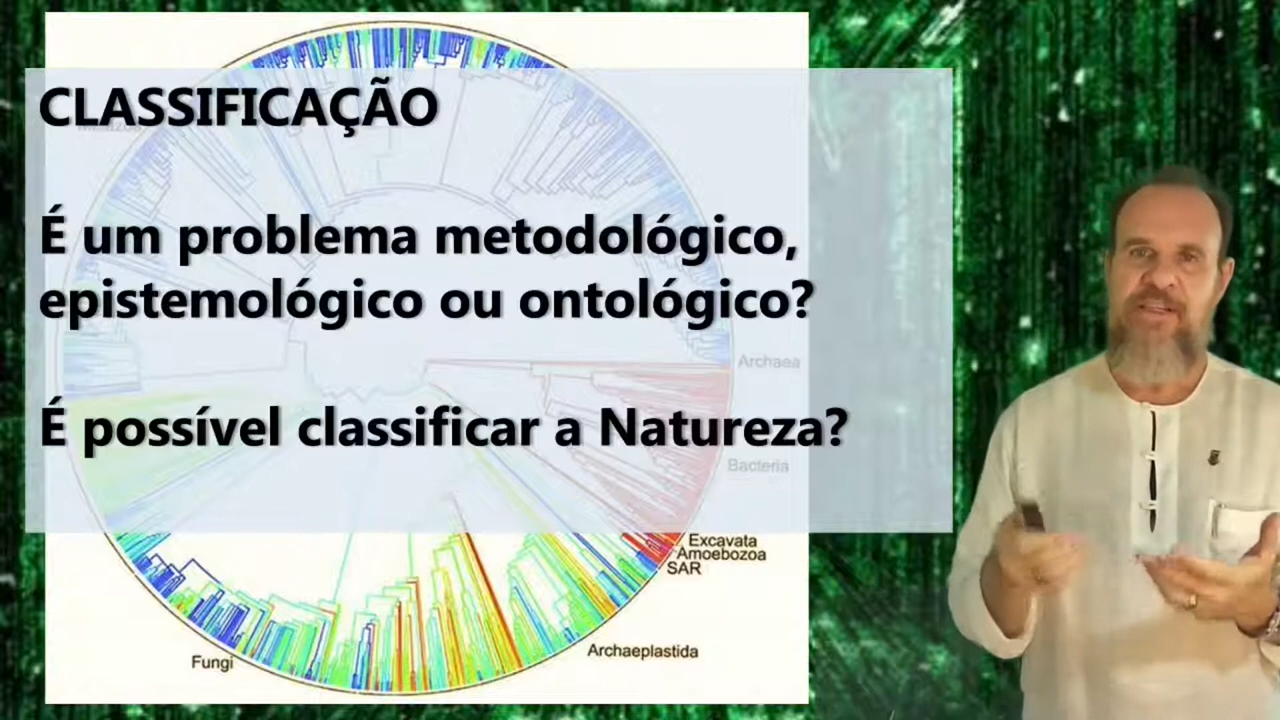 CLASSIFICAÇÃO
É um problema metodológico,
epistemológico ou ontológico?
É possível classificar a Natureza?
Archaea
Bacteria
Excavata
Amoebozoa
SAR
Archaeplastida
Fungi